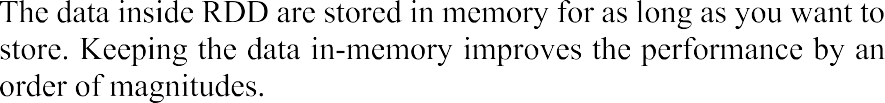 The data inside RDD are stored in memory for as long as you want to
store. Keeping the data in-memory improves the performance by an
order of magnitudes.